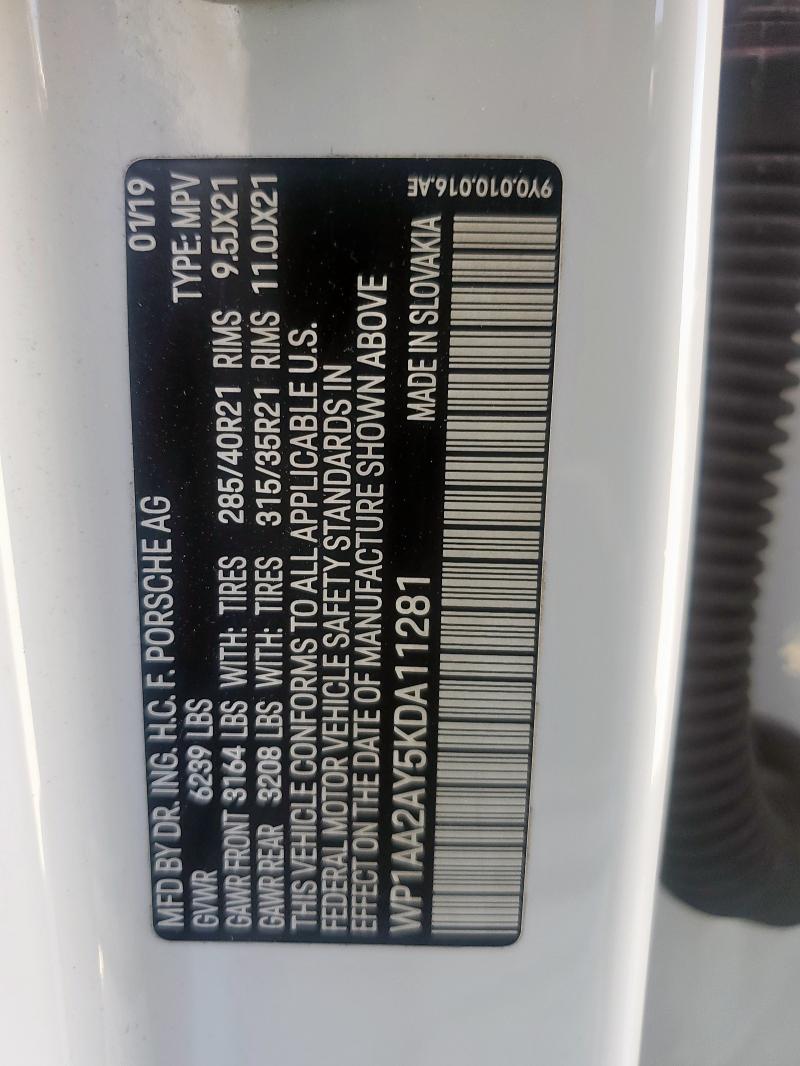 MFD BY DR. ING. H.C. F. PORSCHE AG 01/19
GVWR 6239 LBS TYPE: MPV
GAWR FRONT 3164 LBS WITH: TIRES 285/40R21 RIMS 9.5JX21
GAWR REAR 3208 LBS WITH: TIRES 315/35R21 RIMS 11.0JX21
THIS VEHICLE CONFORMS TO ALL APPLICABLE U.S.
FEDERAL MOTOR VEHICLE SAFETY STANDARDS IN
EFFECT ON THE DATE OF MANUFACTURE SHOWN ABOVE
WP1AA2AY5KDA11281 MADE IN SLOVAKIA
9Y0.010.016.AE